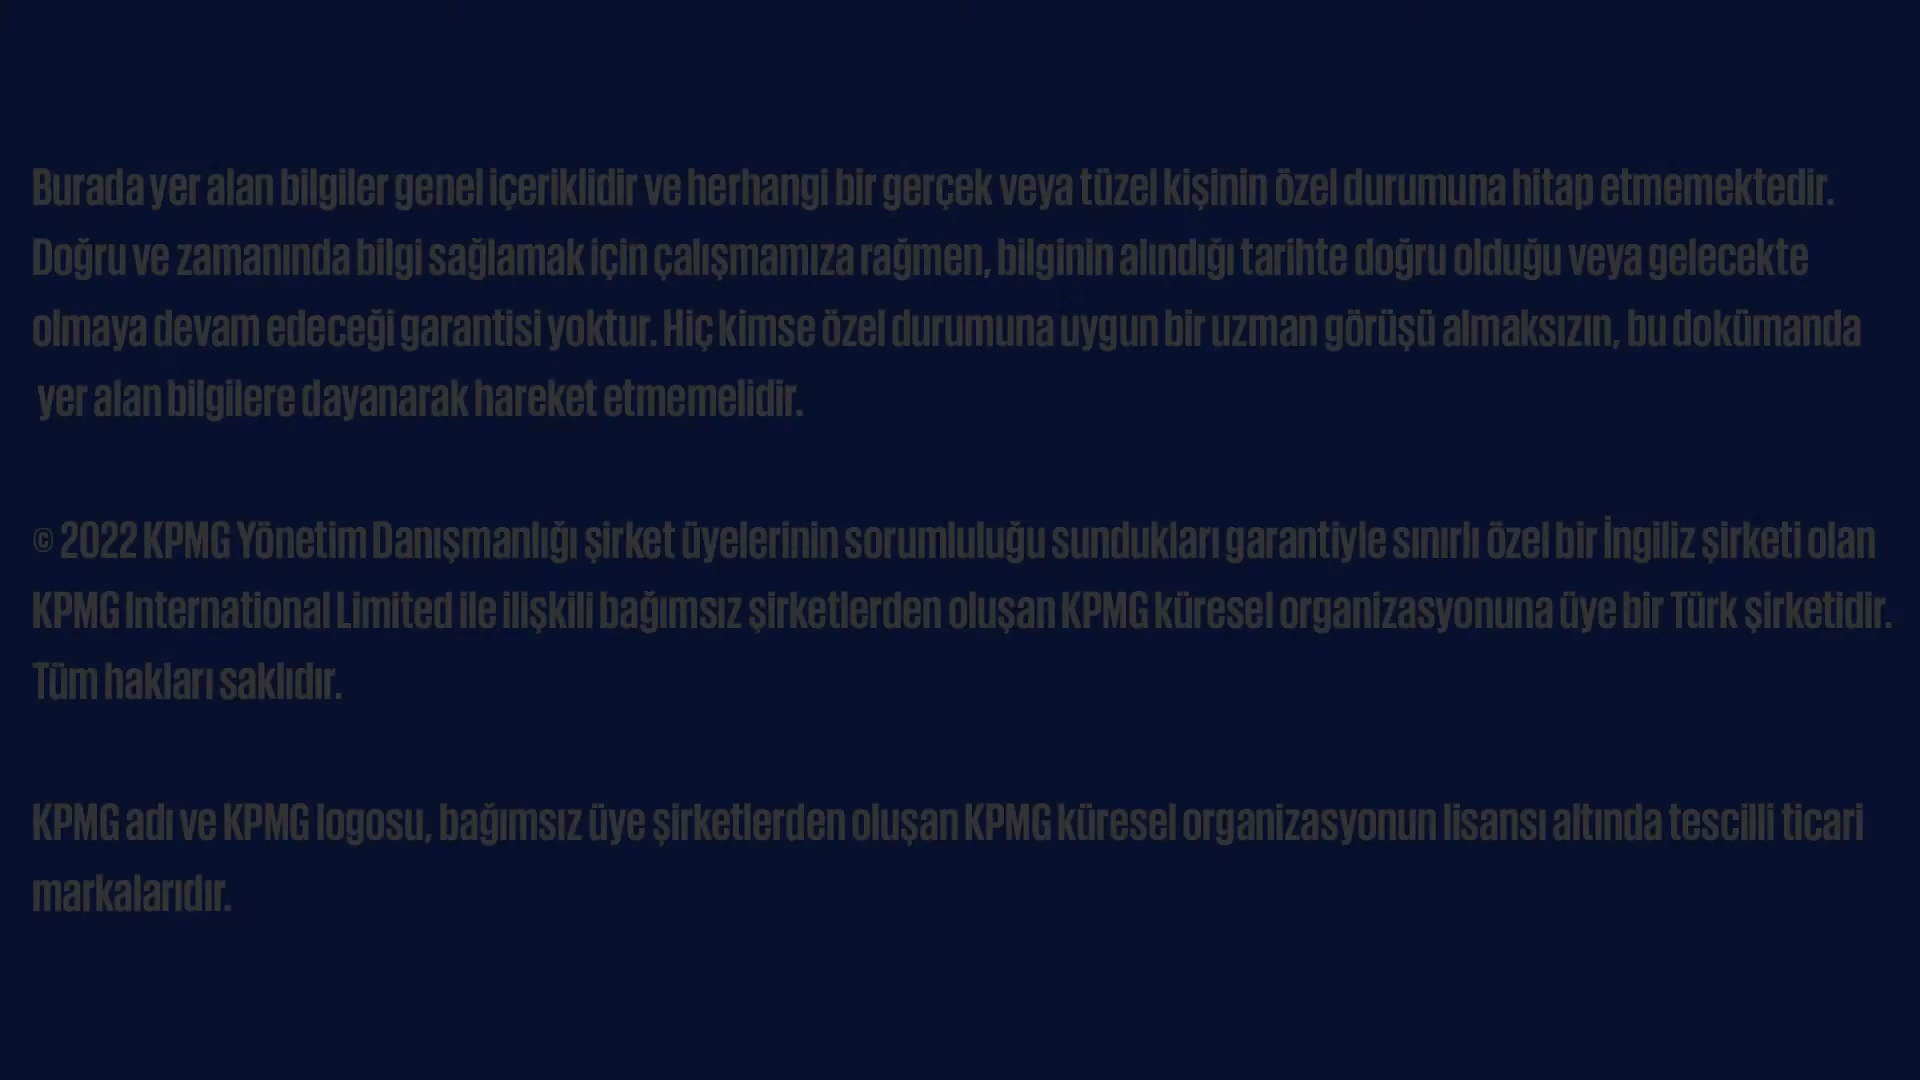 Burada yer alan bilgiler genel içeriklidir ve herhangi bir gerçek veya tüzel kişinin özel durumuna hitap etmemektedir.
Doğru ve zamanında bilgi sağlamak için çalışmamıza rağmen, bilginin alındığı tarihte doğru olduğu veya gelecekte
olmaya devam edeceği garantisi yoktur. Hiç kimse özel durumuna uygun bir uzman görüşü almaksızın, bu dokümanda
yer alan bilgilere dayanarak hareket etmemelidir.
© 2022 KPMG Yönetim Danışmanlığı şirket üyelerinin sorumluluğu sundukları garantiyle sınırlı özel bir İngiliz şirketi olan
KPMG International Limited ile ilişkili bağımsız şirketlerden oluşan KPMG küresel organizasyonuna üye bir Türk şirketidir.
Tüm hakları saklıdır.
KPMG adı ve KPMG logosu, bağımsız üye şirketlerden oluşan KPMG küresel organizasyonun lisansı altında tescilli ticari
markalarıdır.